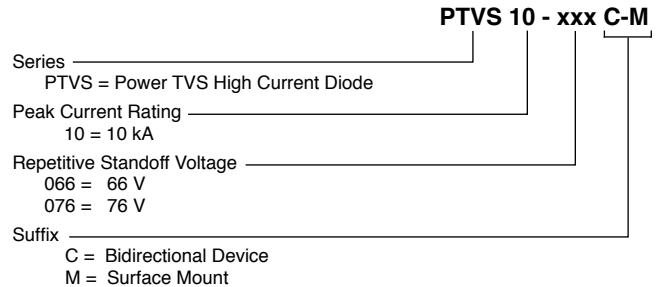 PTVS 10 - xxx C-M
Series
PTVS = Power TVS High Current Diode
Peak Current Rating
10 = 10 kA
Repetitive Standoff Voltage
066 = 66 V
076 = 76 V
Suffix
C = Bidirectional Device
M = Surface Mount